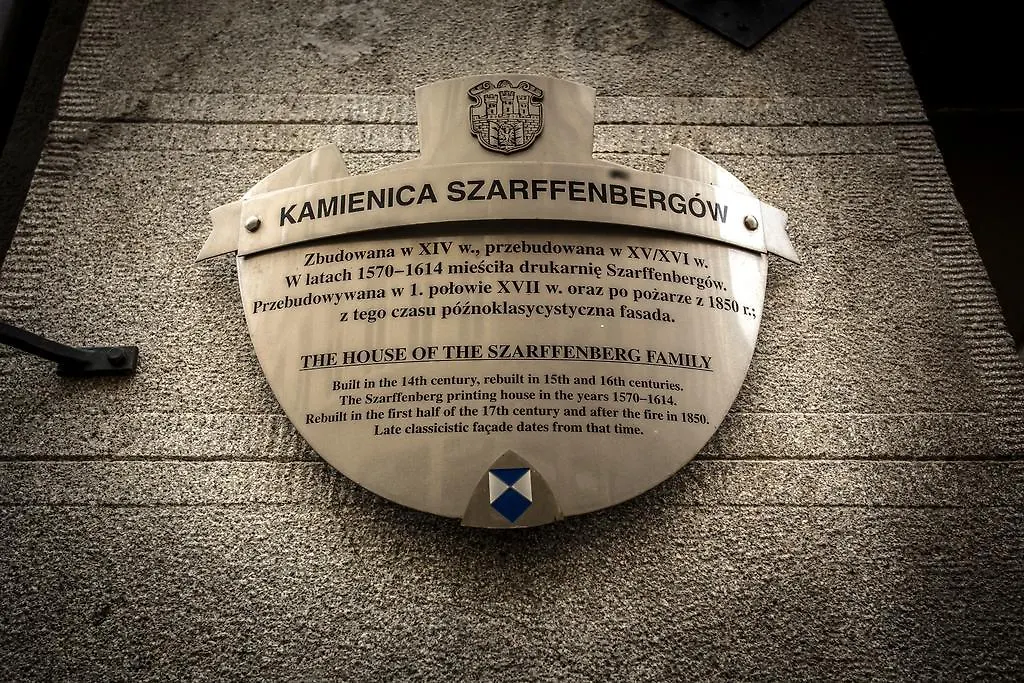 KAMIENICA SZARFFENBERGÓW
Zbudowana w XIV w., przebudowana w XV/XVI w.
W latach 1570–1614 mieściła drukarnię Szarffenbergów.
Przebudowywana w 1. połowie XVII w. oraz po pożarze z 1850 r.;
z tego czasu późnoklasycystyczna fasada.
THE HOUSE OF THE SZARFFENBERG FAMILY
Built in the 14th century, rebuilt in 15th and 16th centuries.
The Szarffenberg printing house in the years 1570–1614.
Rebuilt in the first half of the 17th century and after the fire in 1850.
Late classicistic façade dates from that time.